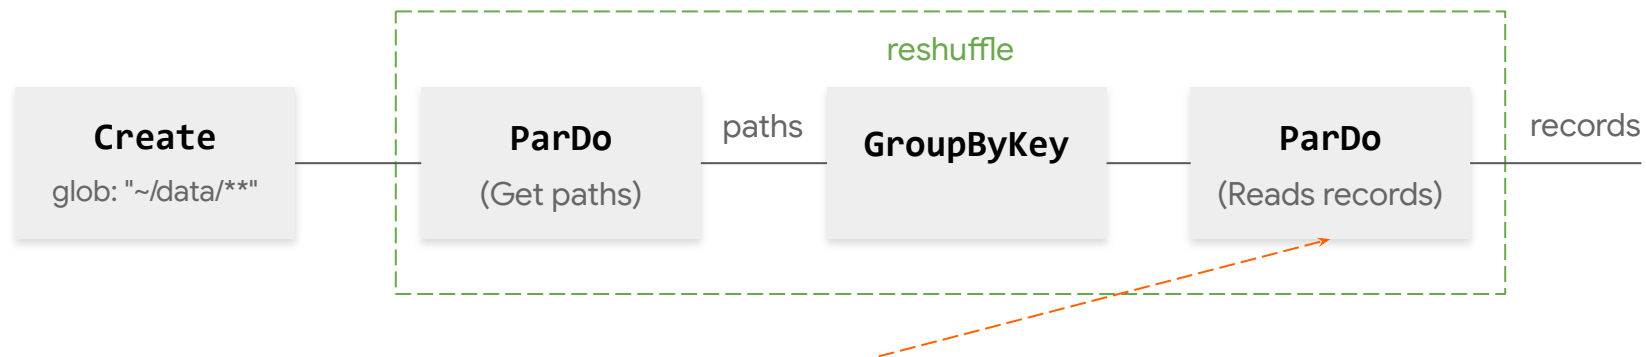 reshuffle
Create
glob: "~/data/**"
ParDo
(Get paths)
paths
GroupByKey
ParDo
(Reads records)
records